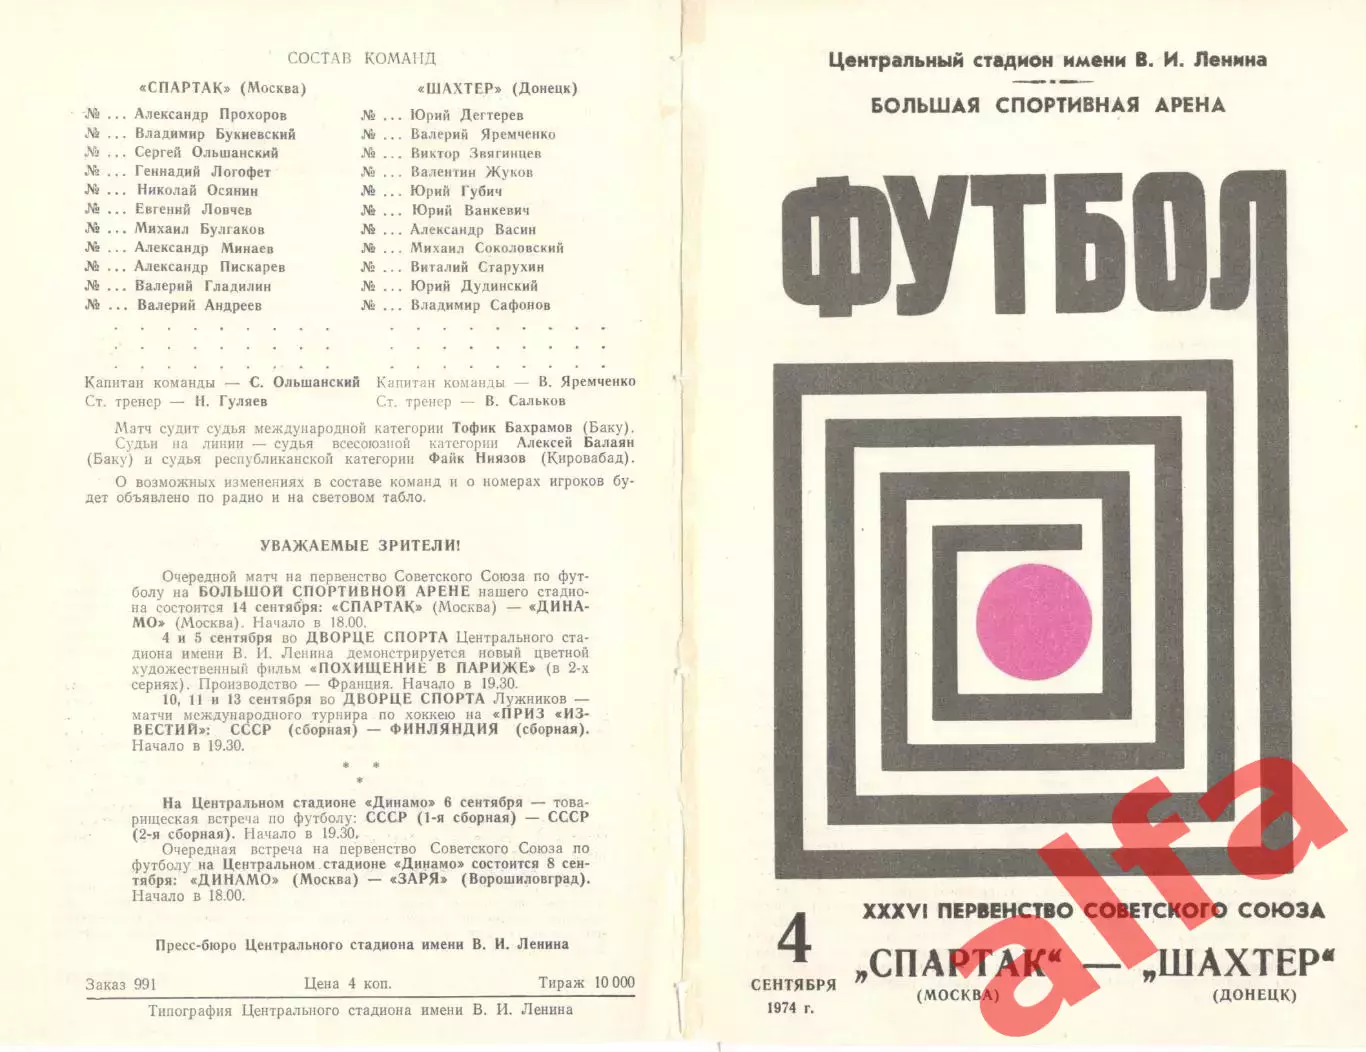 СОСТАВ КОМАНД
«СПАРТАК» (Москва)
№ ... Александр Прохоров
№ ... Владимир Букиевский
№ ... Сергей Ольшанский
№ ... Геннадий Логофет
№ ... Николай Осянин
№ ... Евгений Ловчев
№ ... Михаил Булгаков
№ ... Александр Минаев
№ ... Александр Пискарев
№ ... Валерий Гладилин
№ ... Валерий Андреев
Капитан команды — С. Ольшанский
Ст. тренер — Н. Гуляев
«ШАХТЕР» (Донецк)
№ ... Юрий Дегтерев
№ ... Валерий Яремченко
№ ... Виктор Звягинцев
№ ... Валентин Жуков
№ ... Юрий Губич
№ ... Юрий Ванкевич
№ ... Александр Васин
№ ... Михаил Соколовский
№ ... Виталий Старухин
№ ... Юрий Дудинский
№ ... Владимир Сафонов
Капитан команды — В. Яремченко
Ст. тренер — В. Сальков
Матч судит судья международной категории Тофик Бахрамов (Баку).
Судьи на линии — судья всесоюзной категории Алексей Балаян
(Баку) и судья республиканской категории Файк Ниязов (Кировабад).
О возможных изменениях в составе команд и о номерах игроков бу-
дет объявлено по радио и на световом табло.
УВАЖАЕМЫЕ ЗРИТЕЛИ!
Очередной матч на первенство Советского Союза по фут-
болу на БОЛЬШОЙ СПОРТИВНОЙ АРЕНЕ нашего стадио-
на состоится 14 сентября: «СПАРТАК» (Москва) — «ДИНА-
МО» (Москва). Начало в 18.00.
4 и 5 сентября во ДВОРЦЕ СПОРТА Центрального ста-
диона имени В. И. Ленина демонстрируется новый цветной
художественный фильм «ПОХИЩЕНИЕ В ПАРИЖЕ» (в 2-х
сериях). Производство — Франция. Начало в 19.30.
10, 11 и 13 сентября во ДВОРЦЕ СПОРТА Лужников —
матчи международного турнира по хоккею на «ПРИЗ «ИЗ-
ВЕСТИЙ»: СССР (сборная) — ФИНЛЯНДИЯ (сборная).
Начало в 19.30.
* *
*
На Центральном стадионе «Динамо» 6 сентября — това-
рищеская встреча по футболу: СССР (1-я сборная) — СССР
(2-я сборная). Начало в 19.30.
Очередная встреча на первенство Советского Союза по
футболу на Центральном стадионе «Динамо» состоится 8 сен-
тября: «ДИНАМО» (Москва) — «ЗАРЯ» (Ворошиловград).
Начало в 18.00.
Пресс-бюро Центрального стадиона имени В. И. Ленина
Заказ 991 Цена 4 коп. Тираж 10 000
Типография Центрального стадиона имени В. И. Ленина
Центральный стадион имени В. И. Ленина
БОЛЬШАЯ СПОРТИВНАЯ АРЕНА
ФУТБОЛ
XXXVI ПЕРВЕНСТВО СОВЕТСКОГО СОЮЗА
4
СЕНТЯБРЯ
1974 г.
„СПАРТАК“ — „ШАХТЕР“
(МОСКВА) (ДОНЕЦК)
alfa